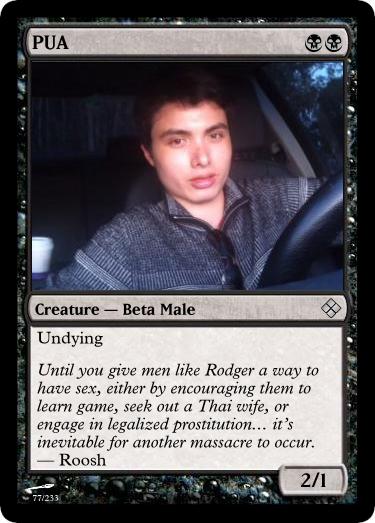 PUA
Creature — Beta Male
Undying
Until you give men like Rodger a way to
have sex, either by encouraging them to
learn game, seek out a Thai wife, or
engage in legalized prostitution... it's
inevitable for another massacre to occur.
— Roosh
2/1
77/233